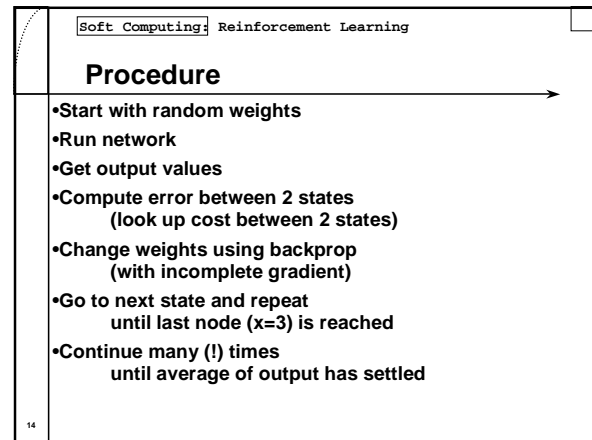 Soft Computing: Reinforcement Learning
Procedure
•Start with random weights
•Run network
•Get output values
•Compute error between 2 states
(look up cost between 2 states)
•Change weights using backprop
(with incomplete gradient)
•Go to next state and repeat
until last node (x=3) is reached
•Continue many (!) times
until average of output has settled
14